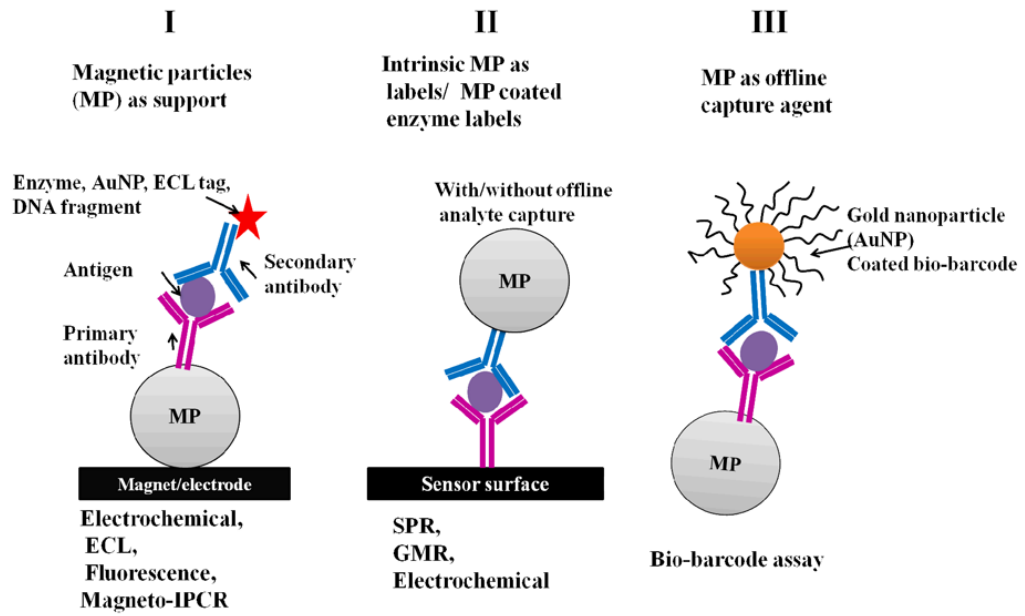 I
Magnetic particles
(MP) as support
Enzyme, AuNP, ECL tag,
DNA fragment
Antigen
Secondary
antibody
Primary
antibody
MP
Magnet/electrode
Electrochemical,
ECL,
Fluorescence,
Magneto-IPCR
II
Intrinsic MP as
labels/ MP coated
enzyme labels
With/without offline
analyte capture
MP
Sensor surface
SPR,
GMR,
Electrochemical
III
MP as offline
capture agent
Gold nanoparticle
(AuNP)
Coated bio-barcode
MP
Bio-barcode assay